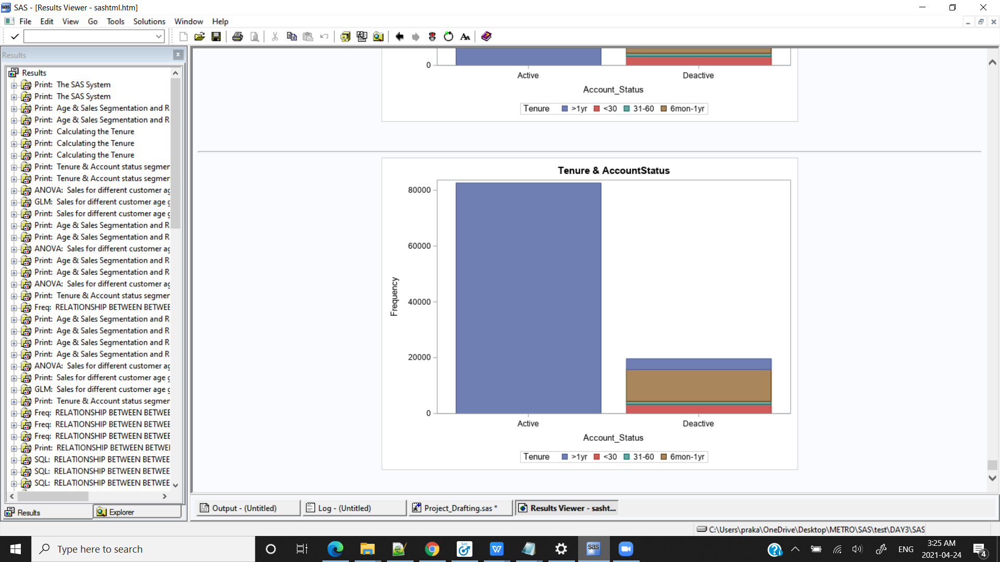 SAS - [Results Viewer - sashtml.htm]
File Edit View Go Tools Solutions Window Help
Results
Results
Print: The SAS System
Print: The SAS System
Print: Age & Sales Segmentation and R
Print: Age & Sales Segmentation and R
Print: Calculating the Tenure
Print: Calculating the Tenure
Print: Calculating the Tenure
Print: Tenure & Account status segmer
Print: Tenure & Account status segmer
ANOVA: Sales for different customer ag
GLM: Sales for different customer age g
Print: Sales for different customer age g
Print: Age & Sales Segmentation and R
Print: Age & Sales Segmentation and R
ANOVA: Sales for different customer ag
Print: Age & Sales Segmentation and R
Print: Age & Sales Segmentation and R
ANOVA: Sales for different customer ag
Print: Tenure & Account status segmer
Freq: RELATIONSHIP BETWEEN BETWEE
Print: Age & Sales Segmentation and R
Print: Age & Sales Segmentation and R
Print: Age & Sales Segmentation and R
Print: Age & Sales Segmentation and R
ANOVA: Sales for different customer ag
Print: Sales for different customer age g
GLM: Sales for different customer age g
Print: Tenure & Account status segmer
Freq: RELATIONSHIP BETWEEN BETWEE
Freq: RELATIONSHIP BETWEEN BETWEE
Freq: RELATIONSHIP BETWEEN BETWEE
Print: RELATIONSHIP BETWEEN BETWEI
SQL: RELATIONSHIP BETWEEN BETWEE
SQL: RELATIONSHIP BETWEEN BETWEE
SQL: RELATIONSHIP BETWEEN BETWEE
Results Explorer
0
Active Deactive
Account_Status
Tenure >1yr <30 31-60 6mon-1yr
Tenure & AccountStatus
80000
60000
40000
20000
0
Frequency
Active Deactive
Account_Status
Tenure >1yr <30 31-60 6mon-1yr
Output - (Untitled) Log - (Untitled) Project_Drafting.sas * Results Viewer - sasht...
C:\Users\praka\OneDrive\Desktop\METRO\SAS\test\DAY3\SAS
Type here to search
ENG
3:25 AM
2021-04-24
4